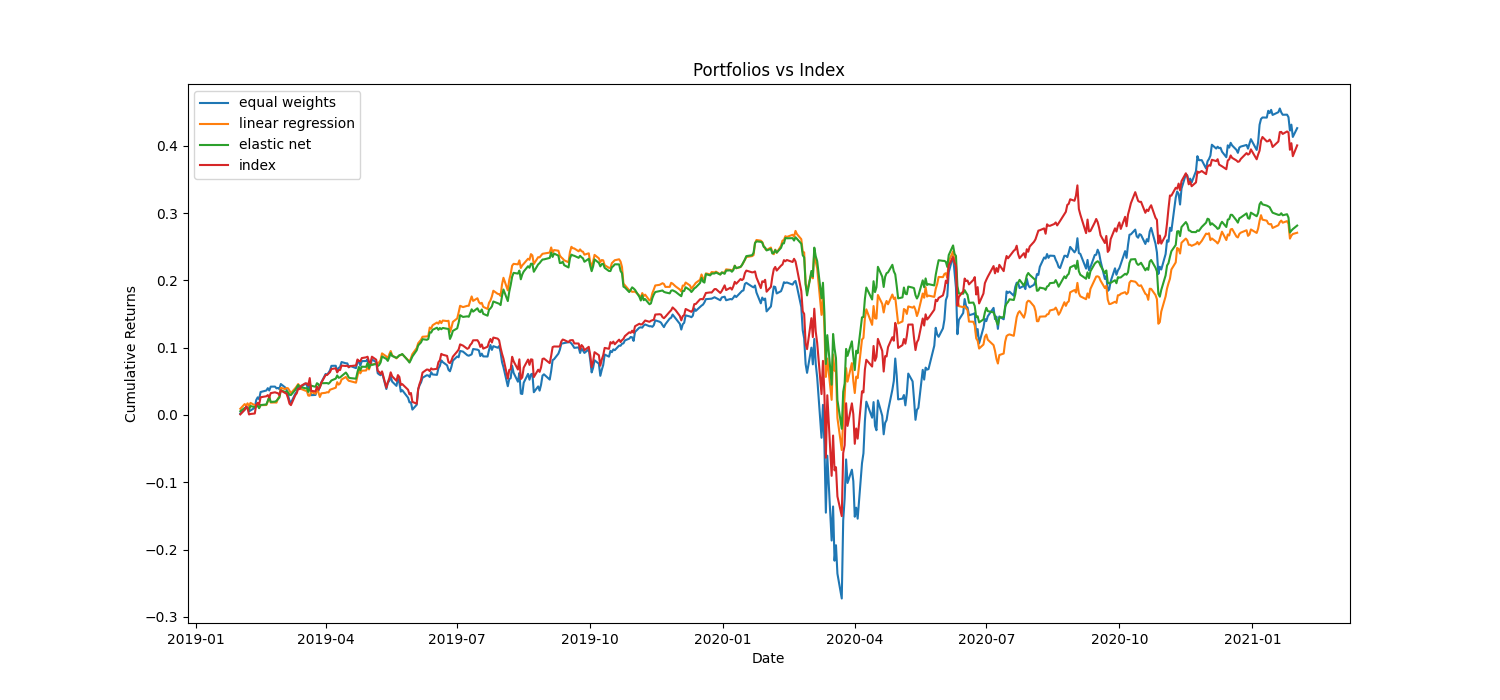 Portfolios vs Index
equal weights
linear regression
elastic net
index
Cumulative Returns
0.4
0.3
0.2
0.1
0.0
−0.1
−0.2
−0.3
2019-01
2019-04
2019-07
2019-10
2020-01
2020-04
2020-07
2020-10
2021-01
Date